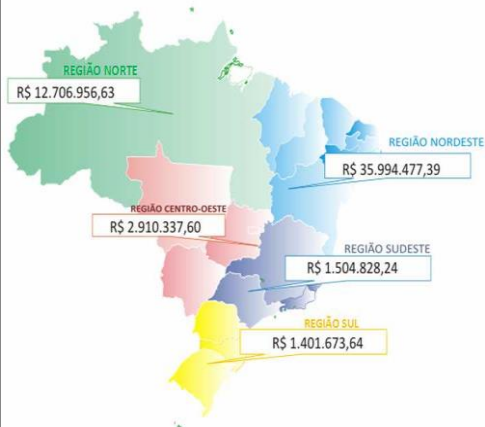 REGIÃO NORTE
R$ 12.706.956,63
REGIÃO NORDESTE
R$ 35.994.477,39
REGIÃO CENTRO-OESTE
R$ 2.910.337,60
REGIÃO SUDESTE
R$ 1.504.828,24
REGIÃO SUL
R$ 1.401.673,64